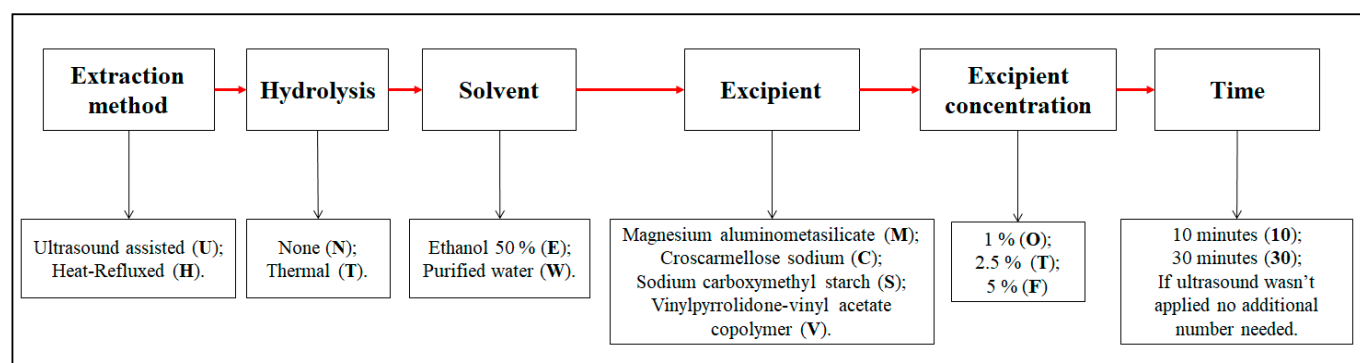 Extraction
method
Hydrolysis
Solvent
Excipient
Excipient
concentration
Time
Ultrasound assisted (U);
Heat-Refluxed (H).
None (N);
Thermal (T).
Ethanol 50 % (E);
Purified water (W).
Magnesium aluminometasilicate (M);
Croscarmellose sodium (C);
Sodium carboxymethyl starch (S);
Vinylpyrrolidone-vinyl acetate
copolymer (V).
1 % (O);
2.5 % (T);
5 % (F)
10 minutes (10);
30 minutes (30);
If ultrasound wasn’t
applied no additional
number needed.